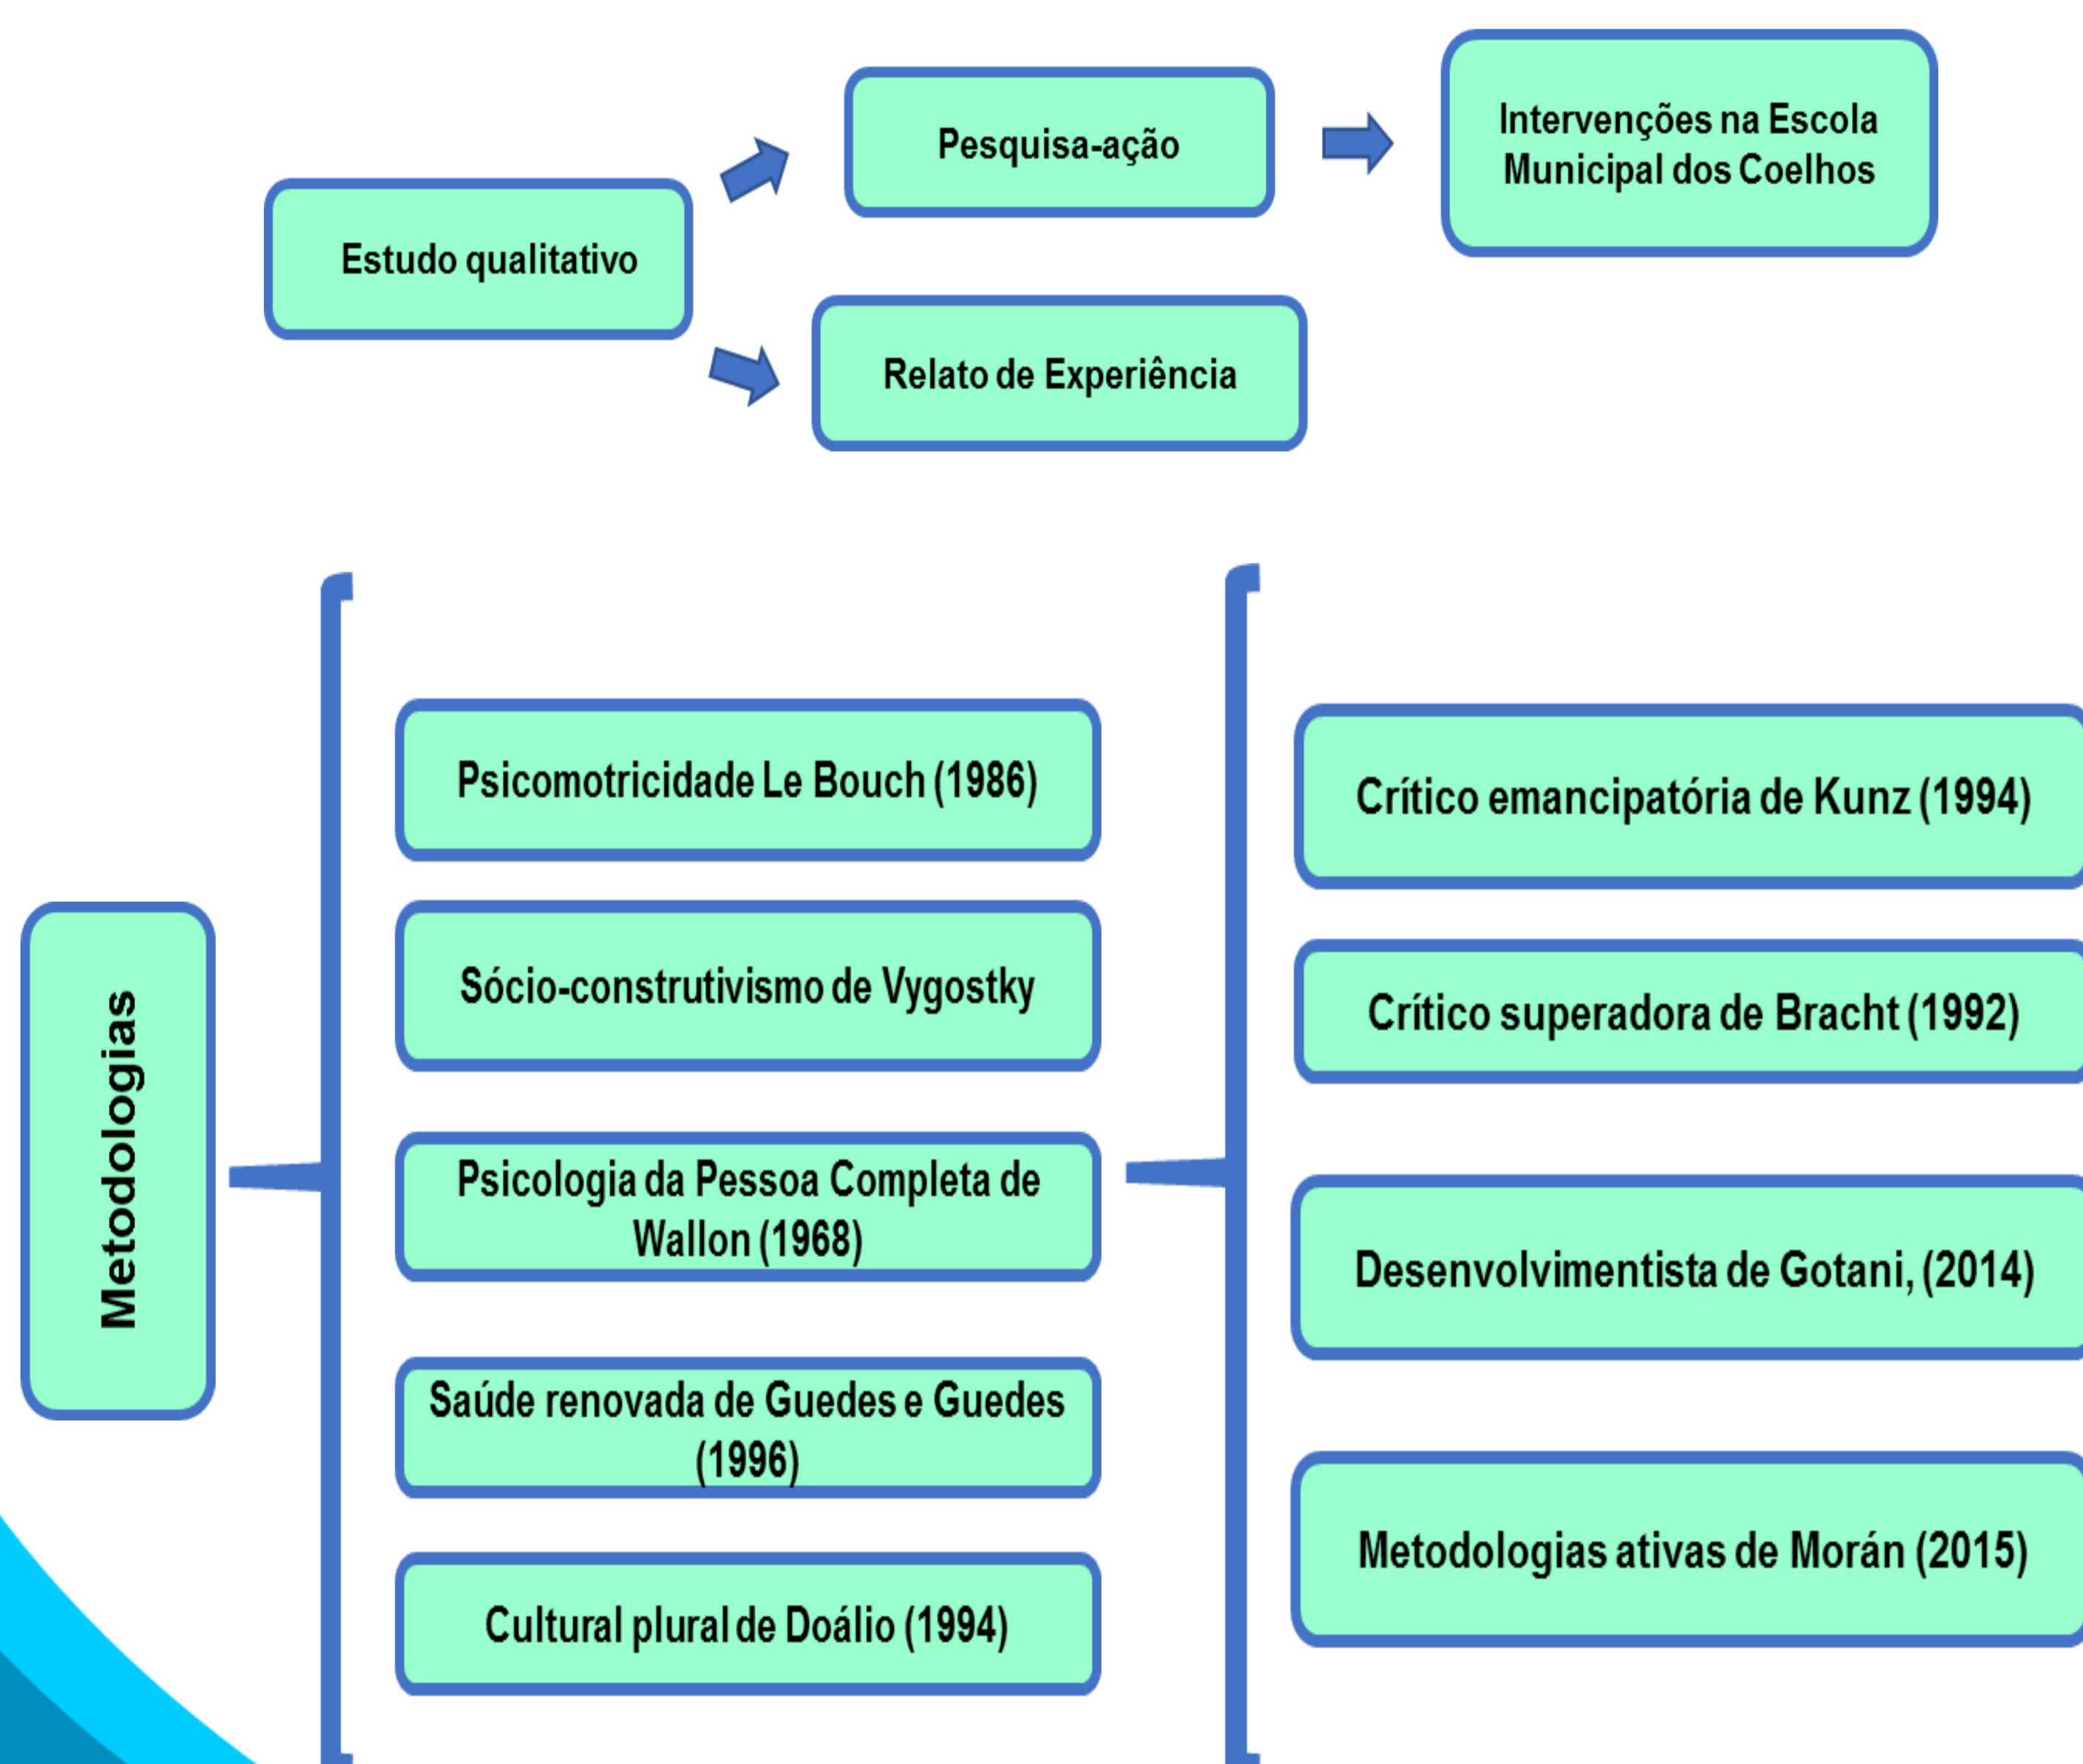 Pesquisa-ação
Intervenções na Escola
Municipal dos Coelhos
Estudo qualitativo
Relato de Experiência
Metodologias
Psicomotricidade Le Bouch (1986)
Sócio-construtivismo de Vygostky
Psicologia da Pessoa Completa de
Wallon (1968)
Saúde renovada de Guedes e Guedes
(1996)
Cultural plural de Doálio (1994)
Crítico emancipatória de Kunz (1994)
Crítico superadora de Bracht (1992)
Desenvolvimentista de Gotani, (2014)
Metodologias ativas de Morán (2015)